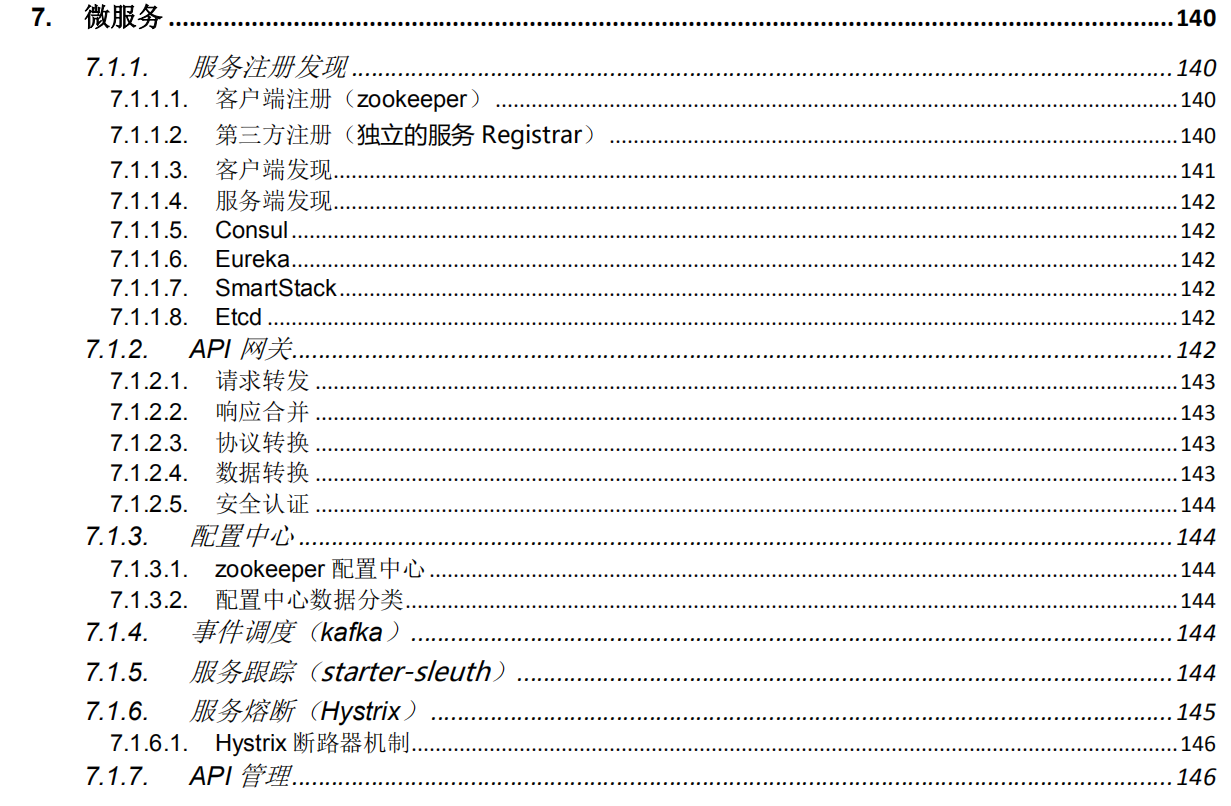 7. 微服务 ........ 140
7.1.1. 服务注册发现 ........ 140
7.1.1.1. 客户端注册（zookeeper） ........ 140
7.1.1.2. 第三方注册（独立的服务 Registrar） ........ 140
7.1.1.3. 客户端发现 ........ 141
7.1.1.4. 服务端发现 ........ 142
7.1.1.5. Consul ........ 142
7.1.1.6. Eureka ........ 142
7.1.1.7. SmartStack ........ 142
7.1.1.8. Etcd ........ 142
7.1.2. API 网关 ........ 142
7.1.2.1. 请求转发 ........ 143
7.1.2.2. 响应合并 ........ 143
7.1.2.3. 协议转换 ........ 143
7.1.2.4. 数据转换 ........ 143
7.1.2.5. 安全认证 ........ 144
7.1.3. 配置中心 ........ 144
7.1.3.1. zookeeper 配置中心 ........ 144
7.1.3.2. 配置中心数据分类 ........ 144
7.1.4. 事件调度（kafka） ........ 144
7.1.5. 服务跟踪（starter-sleuth） ........ 144
7.1.6. 服务熔断（Hystrix） ........ 145
7.1.6.1. Hystrix 断路器机制 ........ 146
7.1.7. API 管理 ........ 146